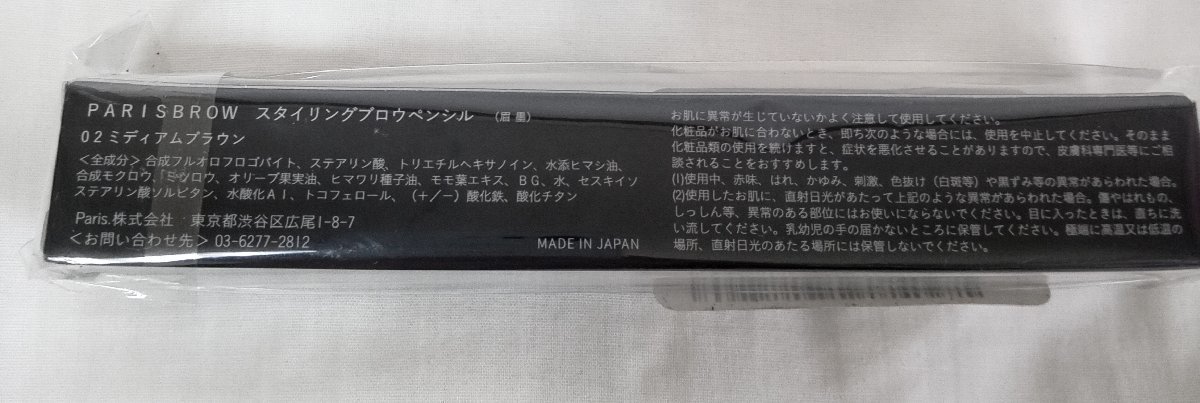 PARISBROW スタイリングブロウペンシル (眉墨)
02ミディアムブラウン
＜全成分＞合成フルオロフロゴパイト、ステアリン酸、トリエチルヘキサノイン、水添ヒマシ油、
合成モクロウ、ミツロウ、オリーブ果実油、ヒマワリ種子油、モモ葉エキス、BG、水、セスキイソ
ステアリン酸ソルビタン、水酸化Al、トコフェロール、(+/−) 酸化鉄、酸化チタン
Paris.株式会社 東京都渋谷区広尾1-8-7
＜お問い合わせ先＞03-6277-2812
MADE IN JAPAN
お肌に異常が生じていないかよく注意して使用してください。
化粧品がお肌に合わないとき、即ち次のような場合には、使用を中止してください。そのまま
化粧品類の使用を続けますと、症状を悪化させることがありますので、皮膚科専門医等にご相
談されることをおすすめします。
(1)使用中、赤味、はれ、かゆみ、刺激、色抜け（白斑等）や黒ずみ等の異常があらわれた場合。
(2)使用したお肌に、直射日光があたって上記のような異常があらわれた場合。傷やはれもの、
しっしん等、異常のある部位にはお使いにならないでください。目に入ったときは、直ちに洗
い流してください。乳幼児の手の届かないところに保管してください。極端に高温又は低温の
場所、直射日光のあたる場所には保管しないでください。